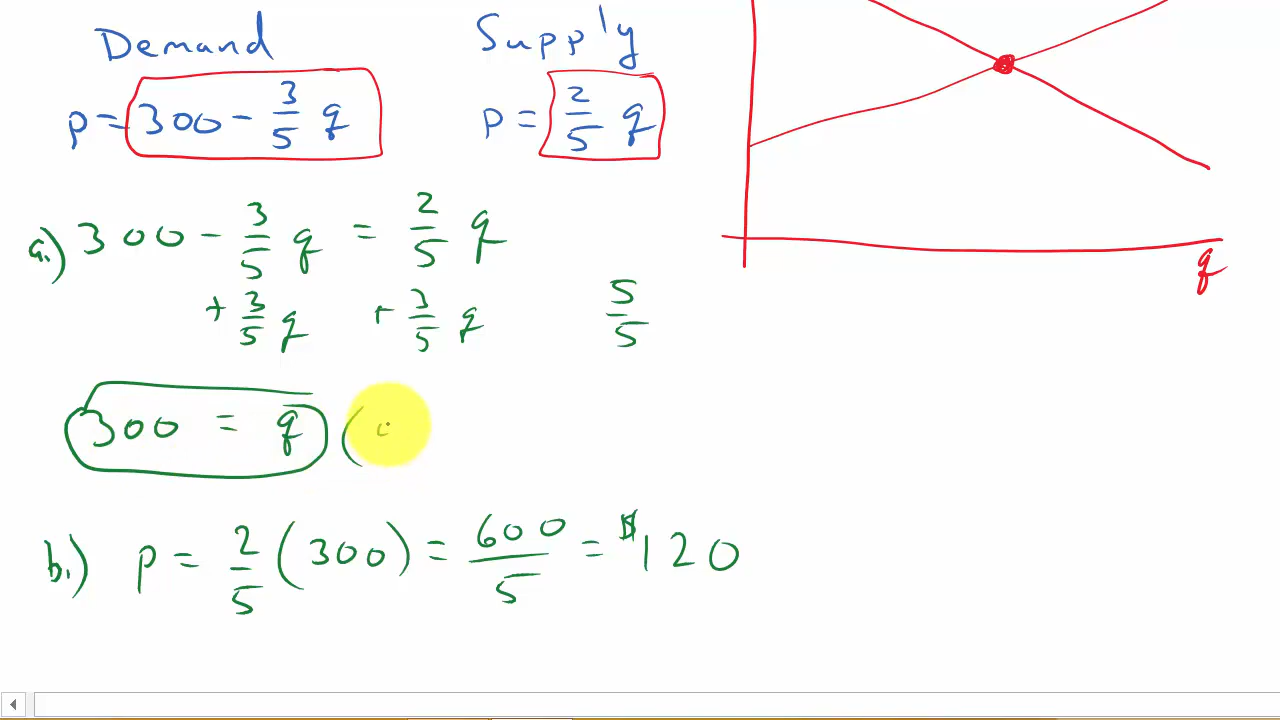 Demand Supply
p = 300 - 3/5 q p = 2/5 q
q
a.) 300 - 3/5 q = 2/5 q
+ 3/5 q + 3/5 q 5/5
300 = q (
b.) p = 2/5 (300) = 600/5 = $120